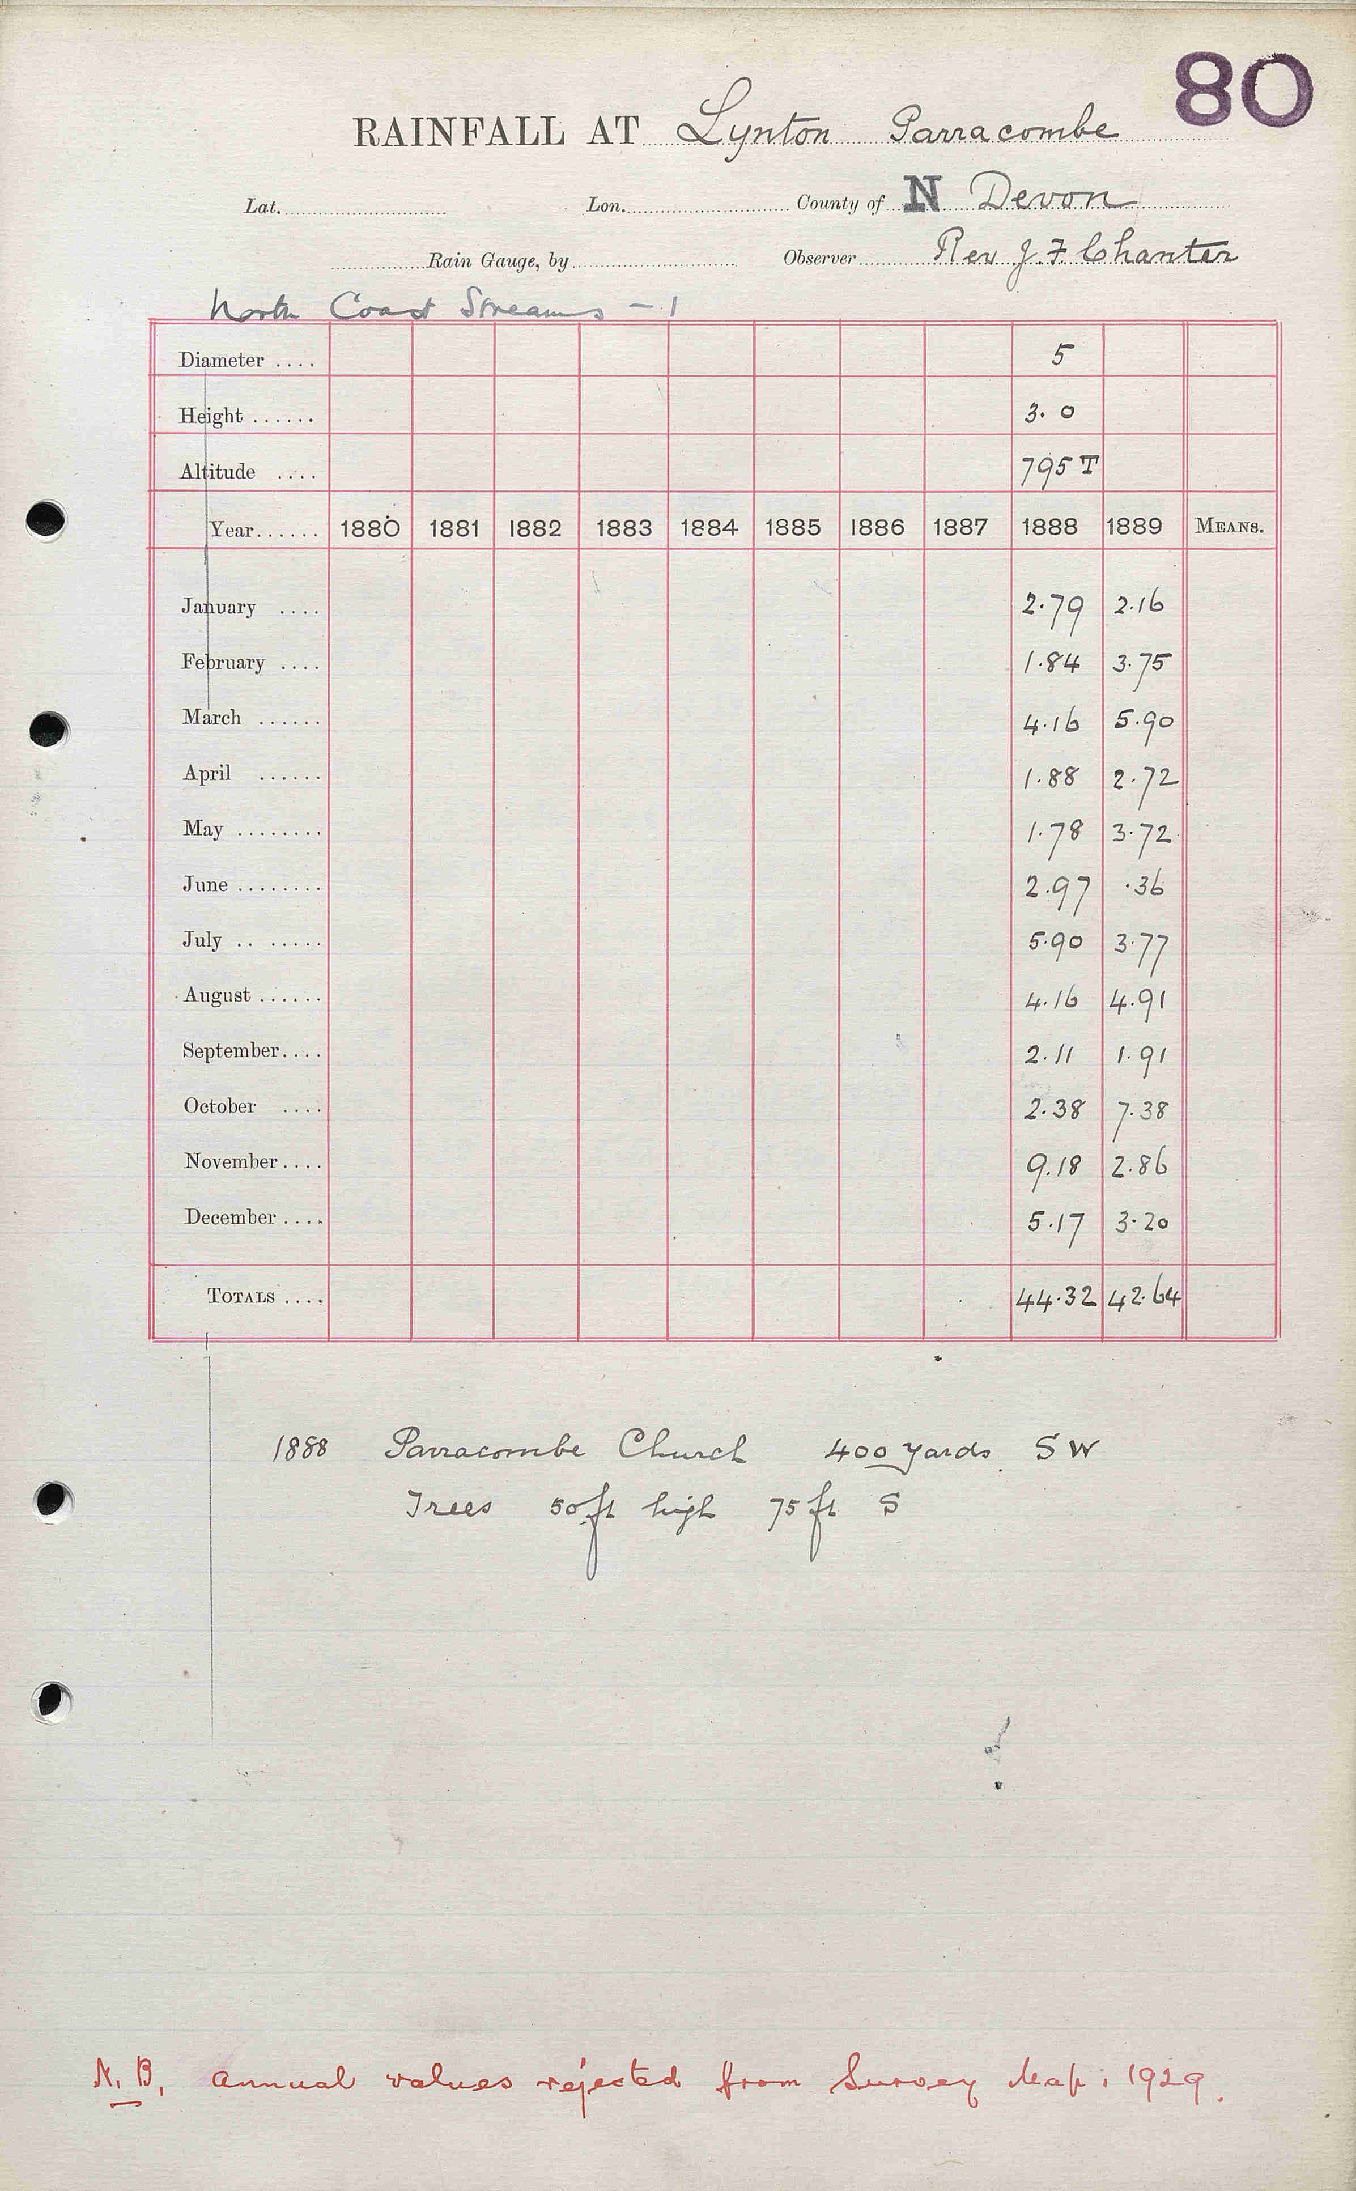 80
RAINFALL AT Lynton Parracombe
Lat. Lon. County of N Devon
Rain Gauge, by Observer Rev J. F Chanter
North Coast Streams - 1
Diameter .... 5
Height ...... 3. 0
Altitude .... 795 T
Year...... 1880 1881 1882 1883 1884 1885 1886 1887 1888 1889 MEANS.
January .... 2.79 2.16
February .... 1.84 3.75
March ...... 4.16 5.90
April ...... 1.88 2.72
May ........ 1.78 3.72
June ........ 2.97 .36
July .. ..... 5.90 3.77
August ...... 4.16 4.91
September.... 2.11 1.91
October .... 2.38 7.38
November.... 9.18 2.86
December .... 5.17 3.20
TOTALS .... 44.32 42.64
1888 Parracombe Church 400 yards SW
Trees 50 ft high 75 ft S
N.B. Annual values rejected from Survey Map: 1929.